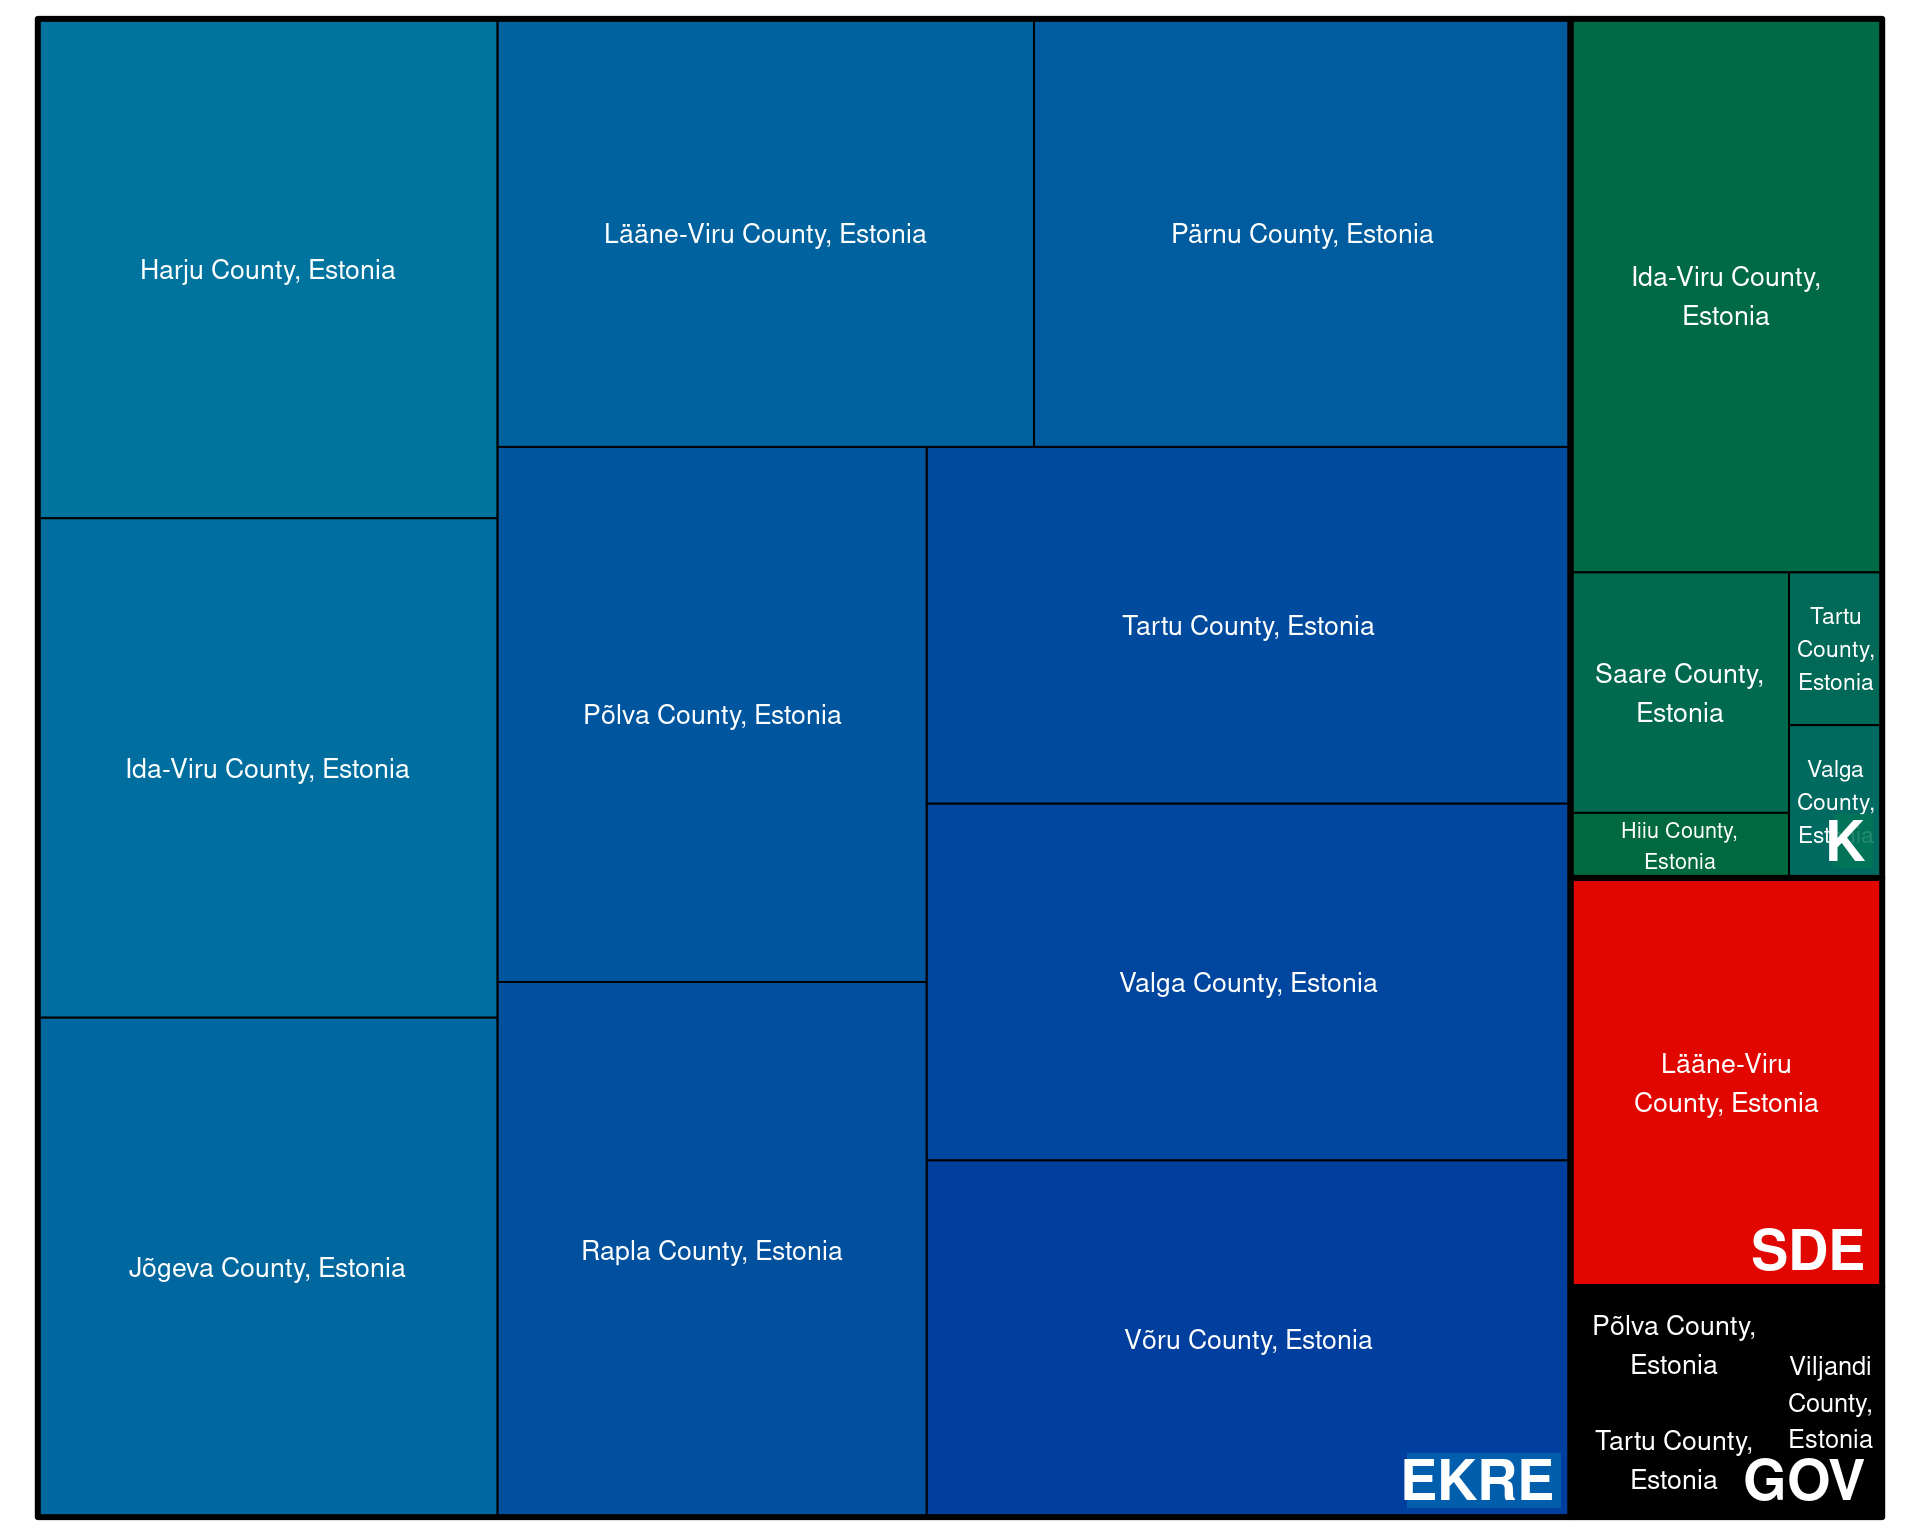 Harju County, Estonia
Ida-Viru County, Estonia
Jõgeva County, Estonia
Lääne-Viru County, Estonia
Pärnu County, Estonia
Põlva County, Estonia
Rapla County, Estonia
Tartu County, Estonia
Valga County, Estonia
Võru County, Estonia
EKRE
Ida-Viru County,
Estonia
Saare County,
Estonia
Hiiu County,
Estonia
Tartu
County,
Estonia
Valga
County,
Estonia
K
Lääne-Viru
County, Estonia
SDE
Põlva County,
Estonia
Tartu County,
Estonia
Viljandi
County,
Estonia
GOV